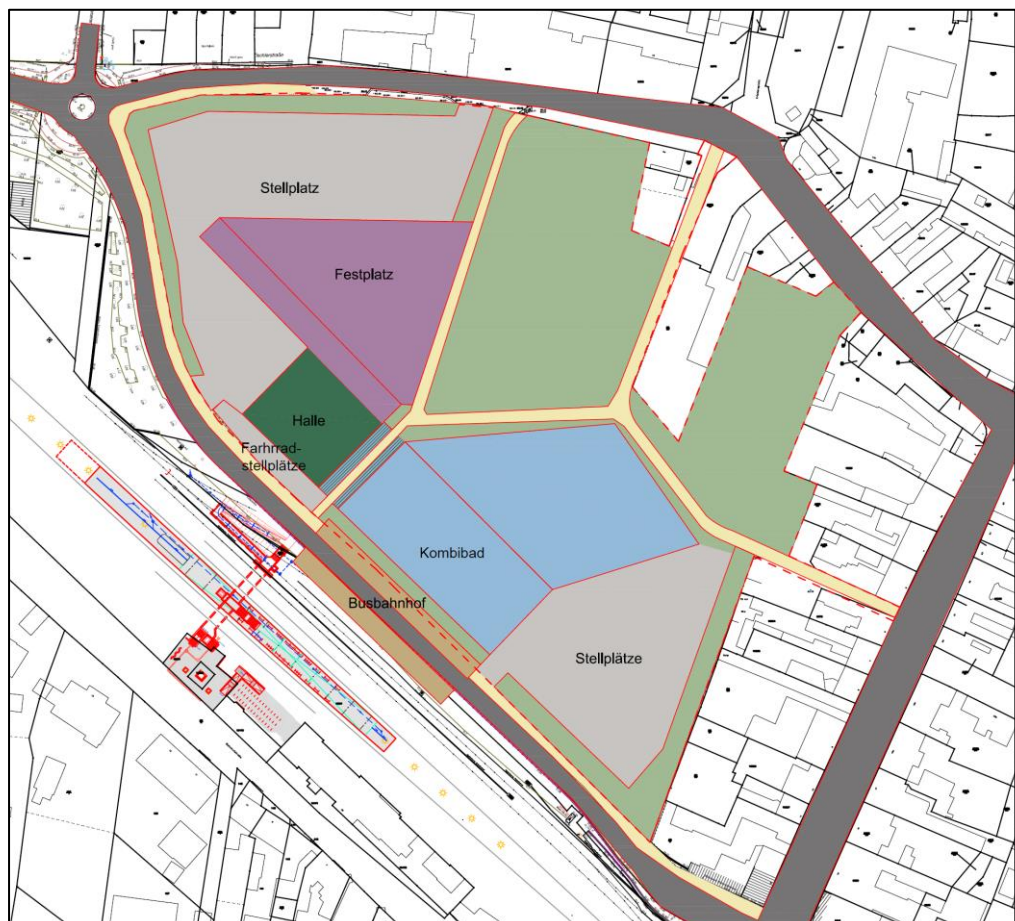 Stellplatz
Festplatz
Halle
Farhrrad-
stellplätze
Kombibad
Busbahnhof
Stellplätze